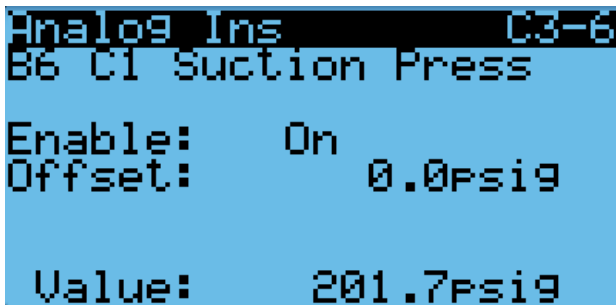 Analog Ins C3-6
B6 C1 Suction Press
Enable: On
Offset: 0.0psig
Value: 201.7psig